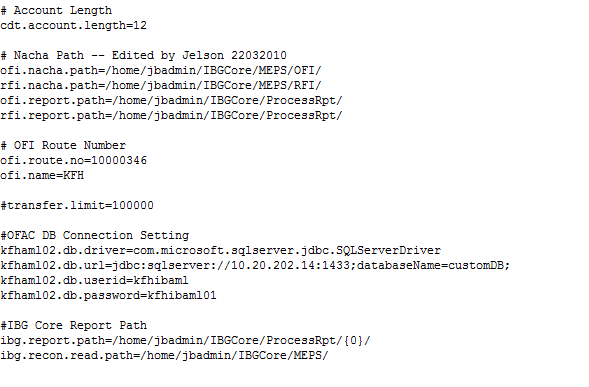 # Account Length
cdt.account.length=12
# Nacha Path -- Edited by Jelson 22032010
ofi.nacha.path=/home/jbadmin/IBGCore/MEPS/OFI/
rfi.nacha.path=/home/jbadmin/IBGCore/MEPS/RFI/
ofi.report.path=/home/jbadmin/IBGCore/ProcessRpt/
rfi.report.path=/home/jbadmin/IBGCore/ProcessRpt/
# OFI Route Number
ofi.route.no=10000346
ofi.name=KFH
#transfer.limit=100000
#OFAC DB Connection Setting
kfhaml02.db.driver=com.microsoft.sqlserver.jdbc.SQLServerDriver
kfhaml02.db.url=jdbc:sqlserver://10.20.202.14:1433;databaseName=customDB;
kfhaml02.db.userid=kfhibaml
kfhaml02.db.password=kfhibaml01
#IBG Core Report Path
ibg.report.path=/home/jbadmin/IBGCore/ProcessRpt/{0}/
ibg.recon.read.path=/home/jbadmin/IBGCore/MEPS/